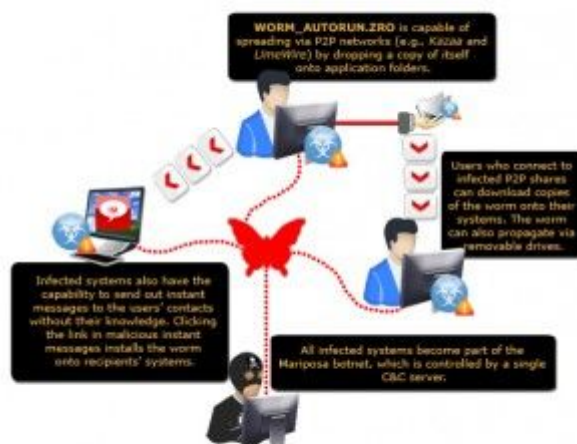 WORM_AUTORUN.ZRO is capable of
spreading via P2P networks (e.g., Kazaa and
LimeWire) by dropping a copy of itself
onto application folders.
Users who connect to
infected P2P shares
can download copies
of the worm onto their
systems. The worm
can also propagate via
removable drives.
Infected systems also have the
capability to send out instant
messages to the users' contacts
without their knowledge. Clicking
the link in malicious instant
messages installs the worm
onto recipients' systems.
All infected systems become part of the
Mariposa botnet, which is controlled by a single
C&C server.